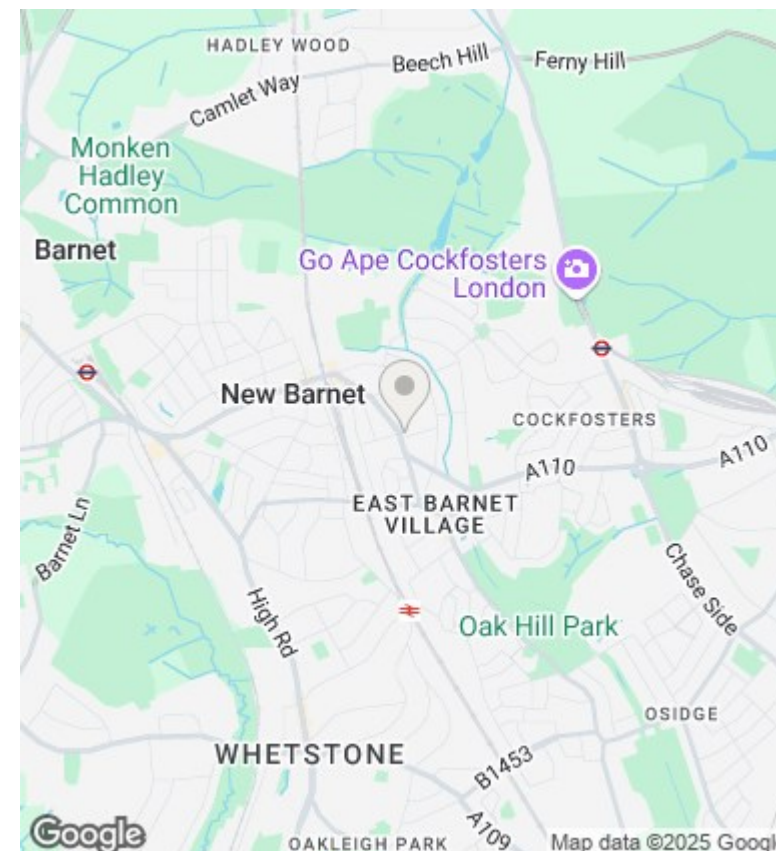 HADLEY WOOD
Beech Hill
Ferny Hill
Camlet Way
Monken
Hadley
Common
Barnet
Go Ape Cockfosters
London
New Barnet
COCKFOSTERS
A110
A110
EAST BARNET
VILLAGE
Barnet Ln
High Rd
Chase Side
Oak Hill Park
OSIDGE
WHETSTONE
B1453
A109
OAKLEIGH PARK
Google
Map data ©2025 Googl